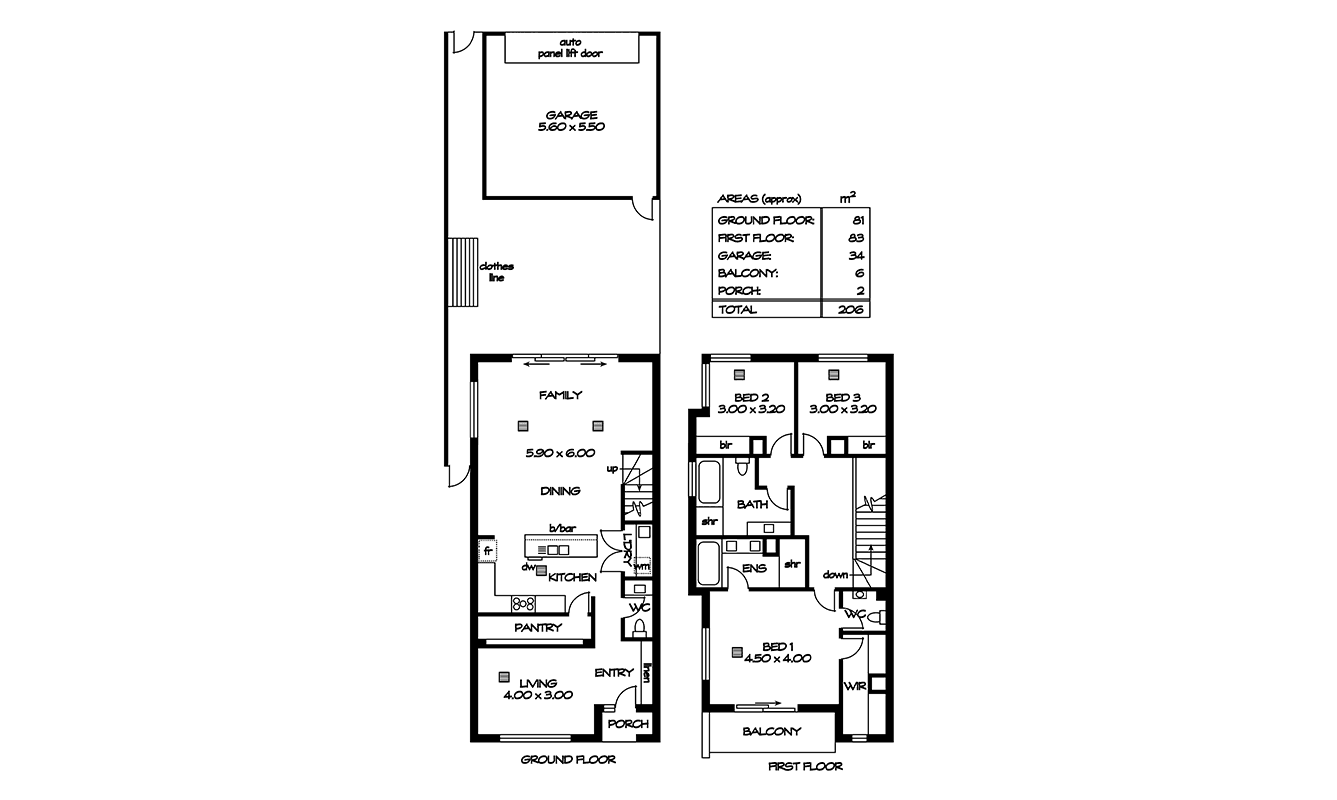 auto
panel lift door
GARAGE
5.60 x 5.50
AREAS (approx) m²
GROUND FLOOR: 81
FIRST FLOOR: 83
GARAGE: 34
BALCONY: 6
PORCH: 2
TOTAL 206
clothes
line
FAMILY
5.90 x 6.00
up
DINING
b/bar
fr
L'DRY
dw
wm
KITCHEN
WC
PANTRY
ENTRY
linen
LIVING
4.00 x 3.00
PORCH
GROUND FLOOR
BED 2
3.00 x 3.20
BED 3
3.00 x 3.20
bir
bir
BATH
shr
ENS
shr
down
WC
BED 1
4.50 x 4.00
WIR
BALCONY
FIRST FLOOR